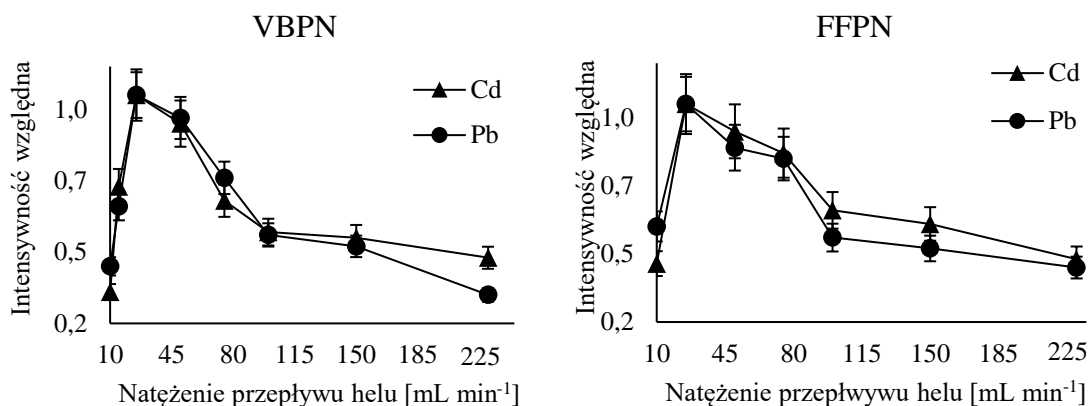 VBPN
Intensywność względna
1,0
0,7
0,5
0,2
Cd
Pb
10 45 80 115 150 185 225
Natężenie przepływu helu [mL min⁻¹]
FFPN
Intensywność względna
1,0
0,7
0,5
0,2
Cd
Pb
10 45 80 115 150 185 225
Natężenie przepłwywu helu [mL min⁻¹]